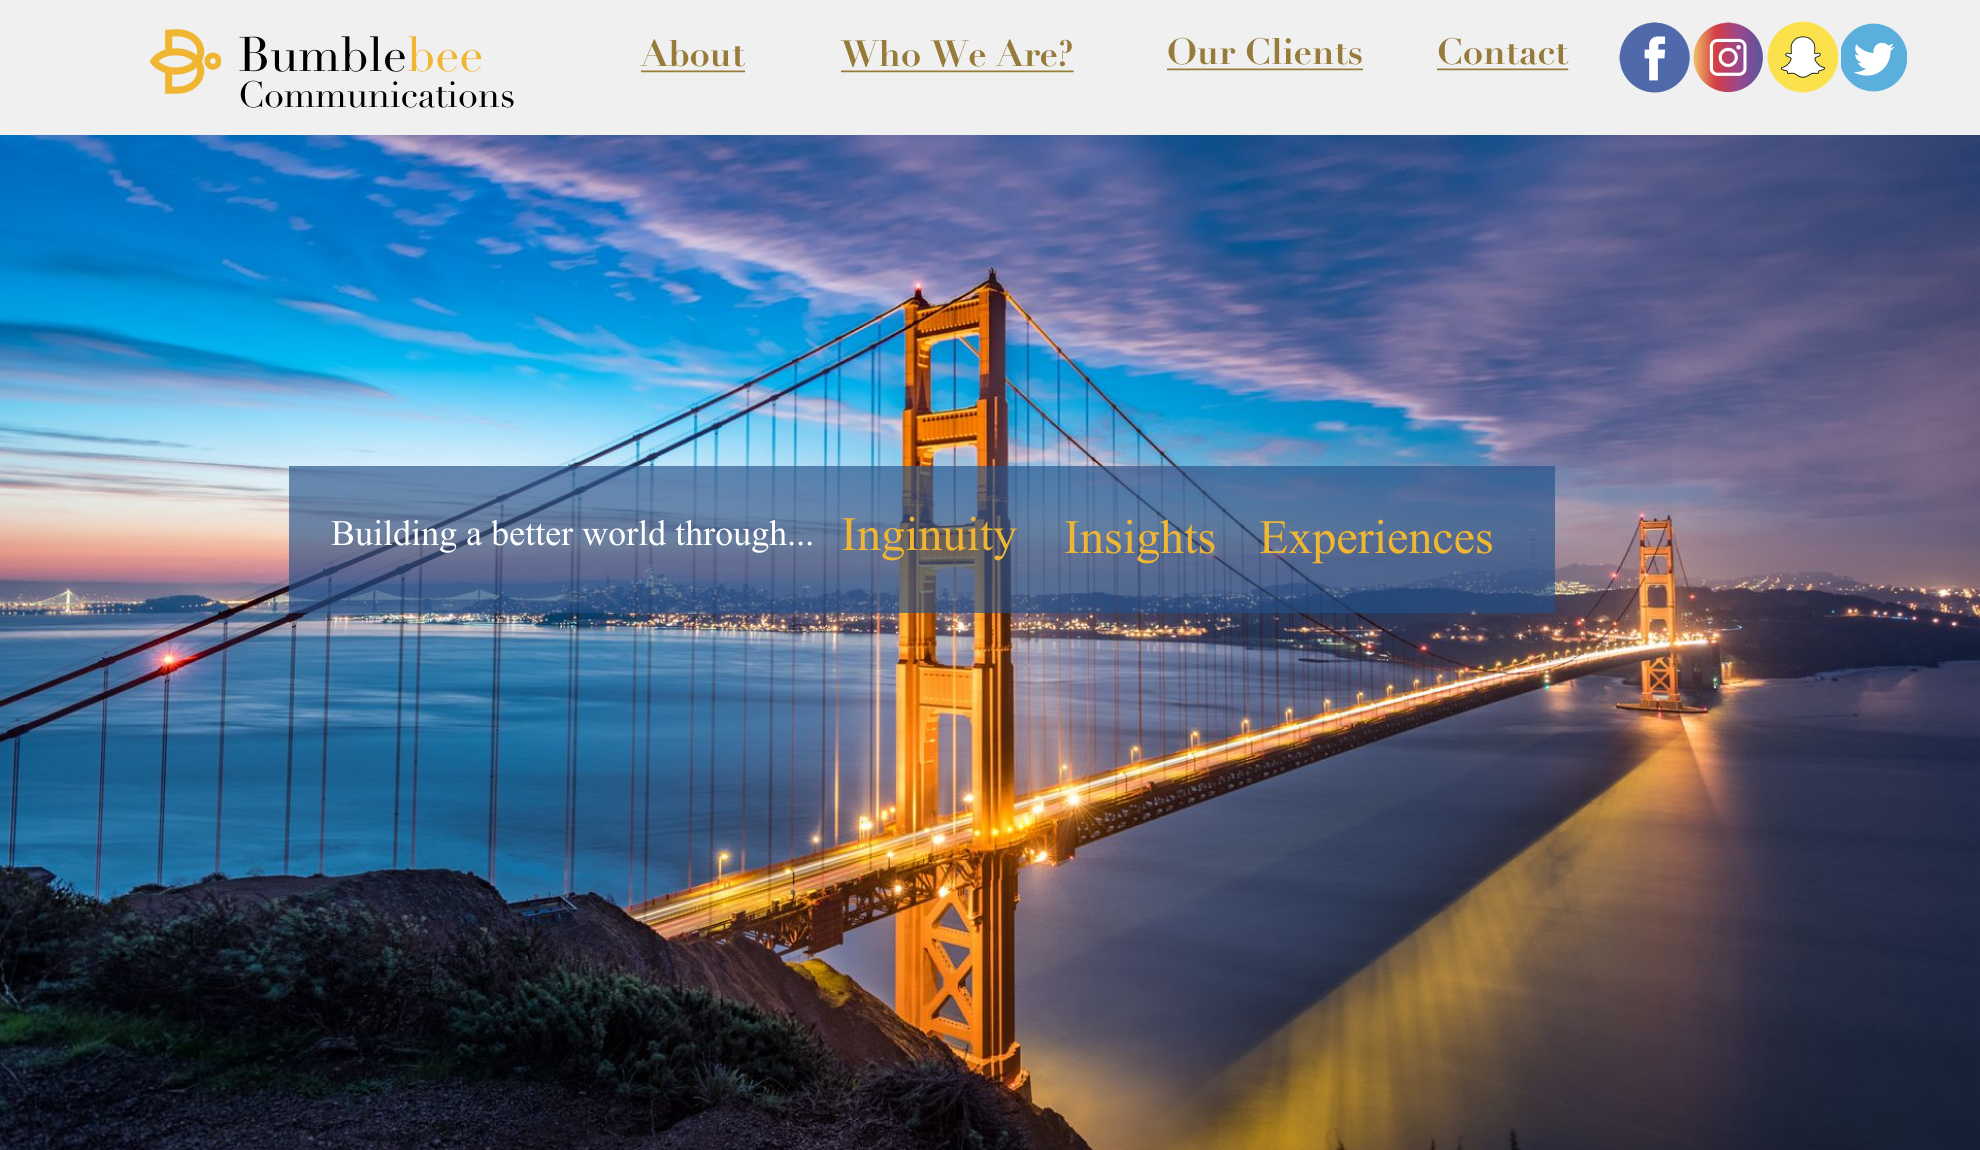 Bumblebee
Communications
About
Who We Are?
Our Clients
Contact
Building a better world through... Inginuity Insights Experiences